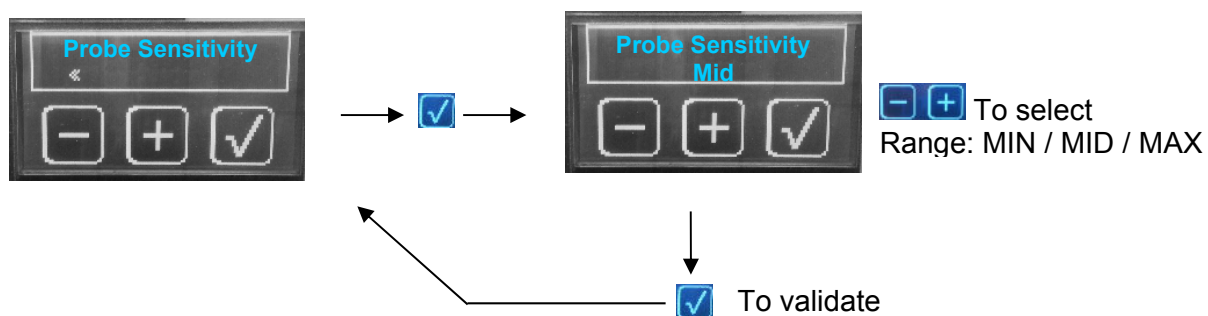 Probe Sensitivity
«
Probe Sensitivity
Mid
- + √
√
- + √
- + To select
Range: MIN / MID / MAX
√ To validate